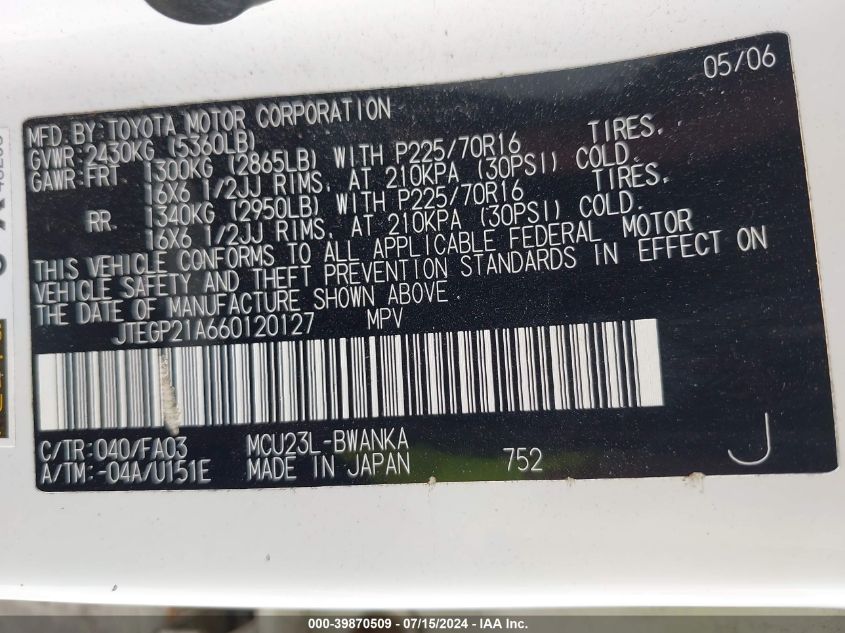 05/06
MFD. BY: TOYOTA MOTOR CORPORATION
GVWR: 2430KG (5360LB)
GAWR: FRT 1300KG (2865LB) WITH P225/70R16 TIRES.
16X6 1/2JJ RIMS. AT 210KPA (30PSI) COLD.
RR 1340KG (2950LB) WITH P225/70R16 TIRES.
16X6 1/2JJ RIMS. AT 210KPA (30PSI) COLD.
THIS VEHICLE CONFORMS TO ALL APPLICABLE FEDERAL MOTOR
VEHICLE SAFETY AND THEFT PREVENTION STANDARDS IN EFFECT ON
THE DATE OF MANUFACTURE SHOWN ABOVE
JTEGP21A660120127 MPV
C/TR: 040/FA03 MCU23L-BWANKA
A/TM: -04A/U151E MADE IN JAPAN 752 J
000-39870509 - 07/15/2024 - IAA Inc.